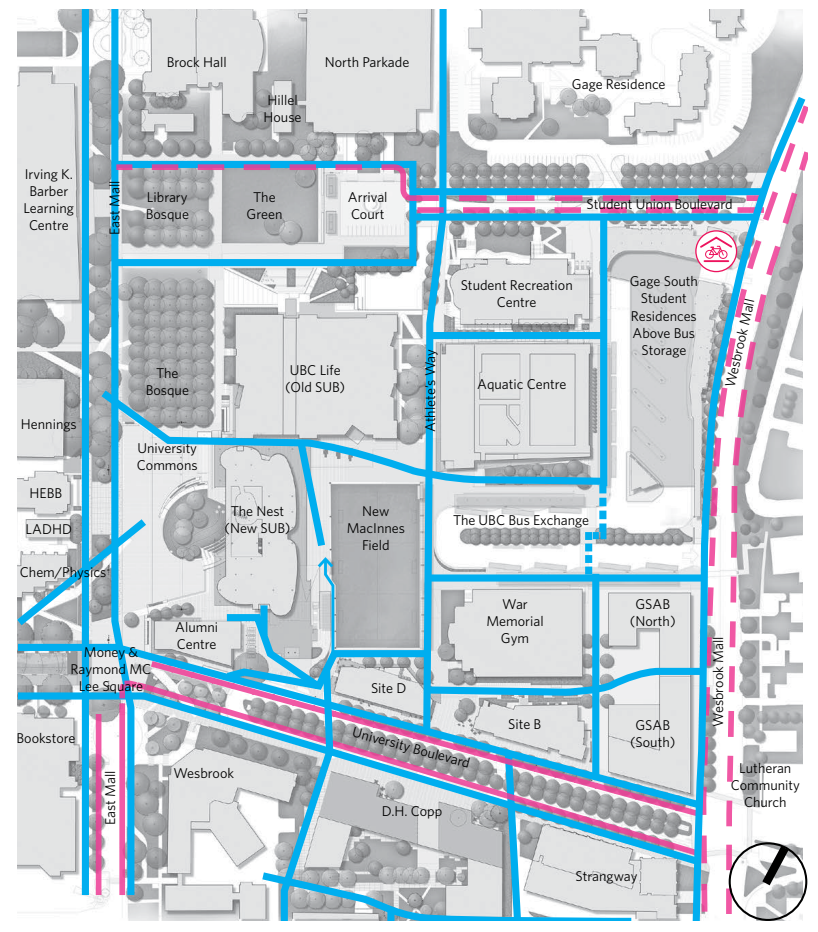 Brock Hall
North Parkade
Gage Residence
Hillel
House
Irving K.
Barber
Learning
Centre
East Mall
Library
Bosque
The
Green
Arrival
Court
Student Union Boulevard
Student Recreation
Centre
Gage South
Student
Residences
Above Bus
Storage
Wesbrook Mall
The
Bosque
UBC Life
(Old SUB)
Athlete's Way
Aquatic Centre
Hennings
University
Commons
HEBB
LADHD
Chem/Physics
The Nest
(New SUB)
New
MacInnes
Field
The UBC Bus Exchange
War
Memorial
Gym
GSAB
(North)
Alumni
Centre
Money &
Raymond MC
Lee Square
Site D
Site B
GSAB
(South)
Wesbrook Mall
Bookstore
East Mall
Wesbrook
University Boulevard
D.H. Copp
Lutheran
Community
Church
Strangway